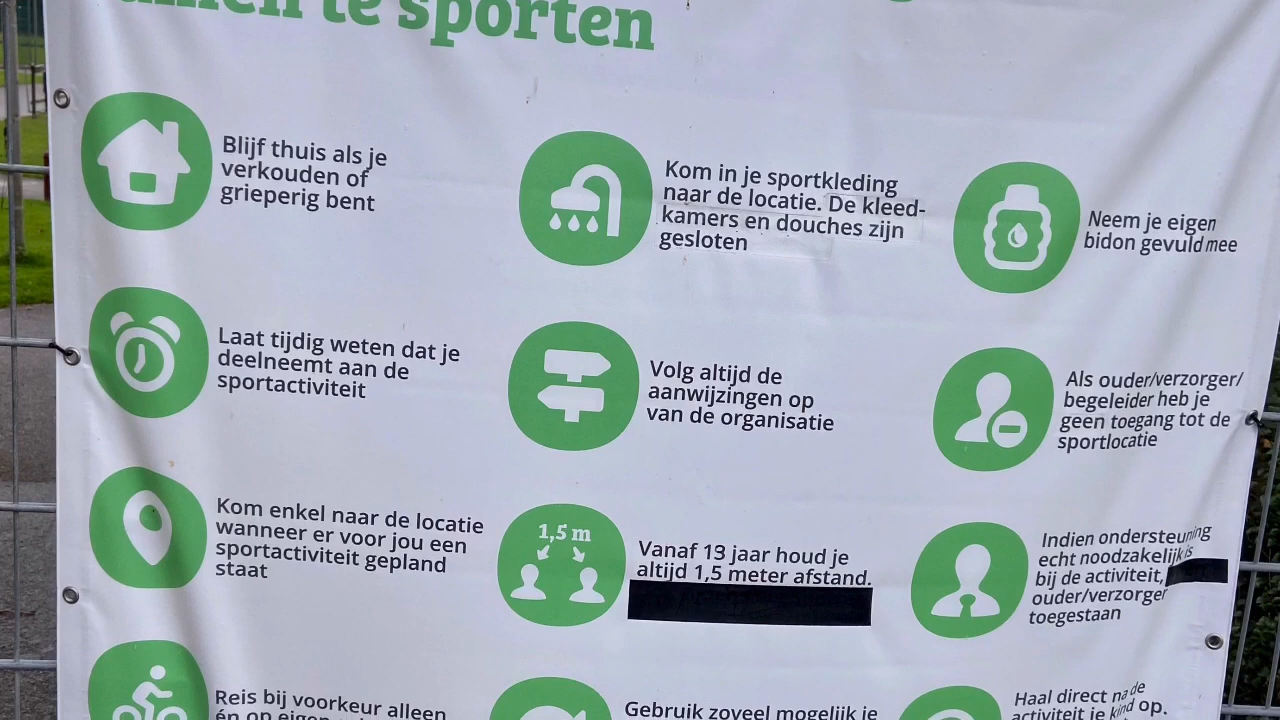 te sporten
Blijf thuis als je
verkouden of
grieperig bent
Kom in je sportkleding
naar de locatie. De kleed-
kamers en douches zijn
gesloten
Neem je eigen
bidon gevuld mee
Laat tijdig weten dat je
deelneemt aan de
sportactiviteit
Volg altijd de
aanwijzingen op
van de organisatie
Als ouder/verzorger/
begeleider heb je
geen toegang tot de
sportlocatie
Kom enkel naar de locatie
wanneer er voor jou een
sportactiviteit gepland
staat
1,5 m
Vanaf 13 jaar houd je
altijd 1,5 meter afstand.
Indien ondersteuning
echt noodzakelijk is
bij de activiteit,
ouder/verzorger
toegestaan
Reis bij voorkeur alleen
én op eigen
Gebruik zoveel mogelijk je
Haal direct na de
activiteit je kind op.